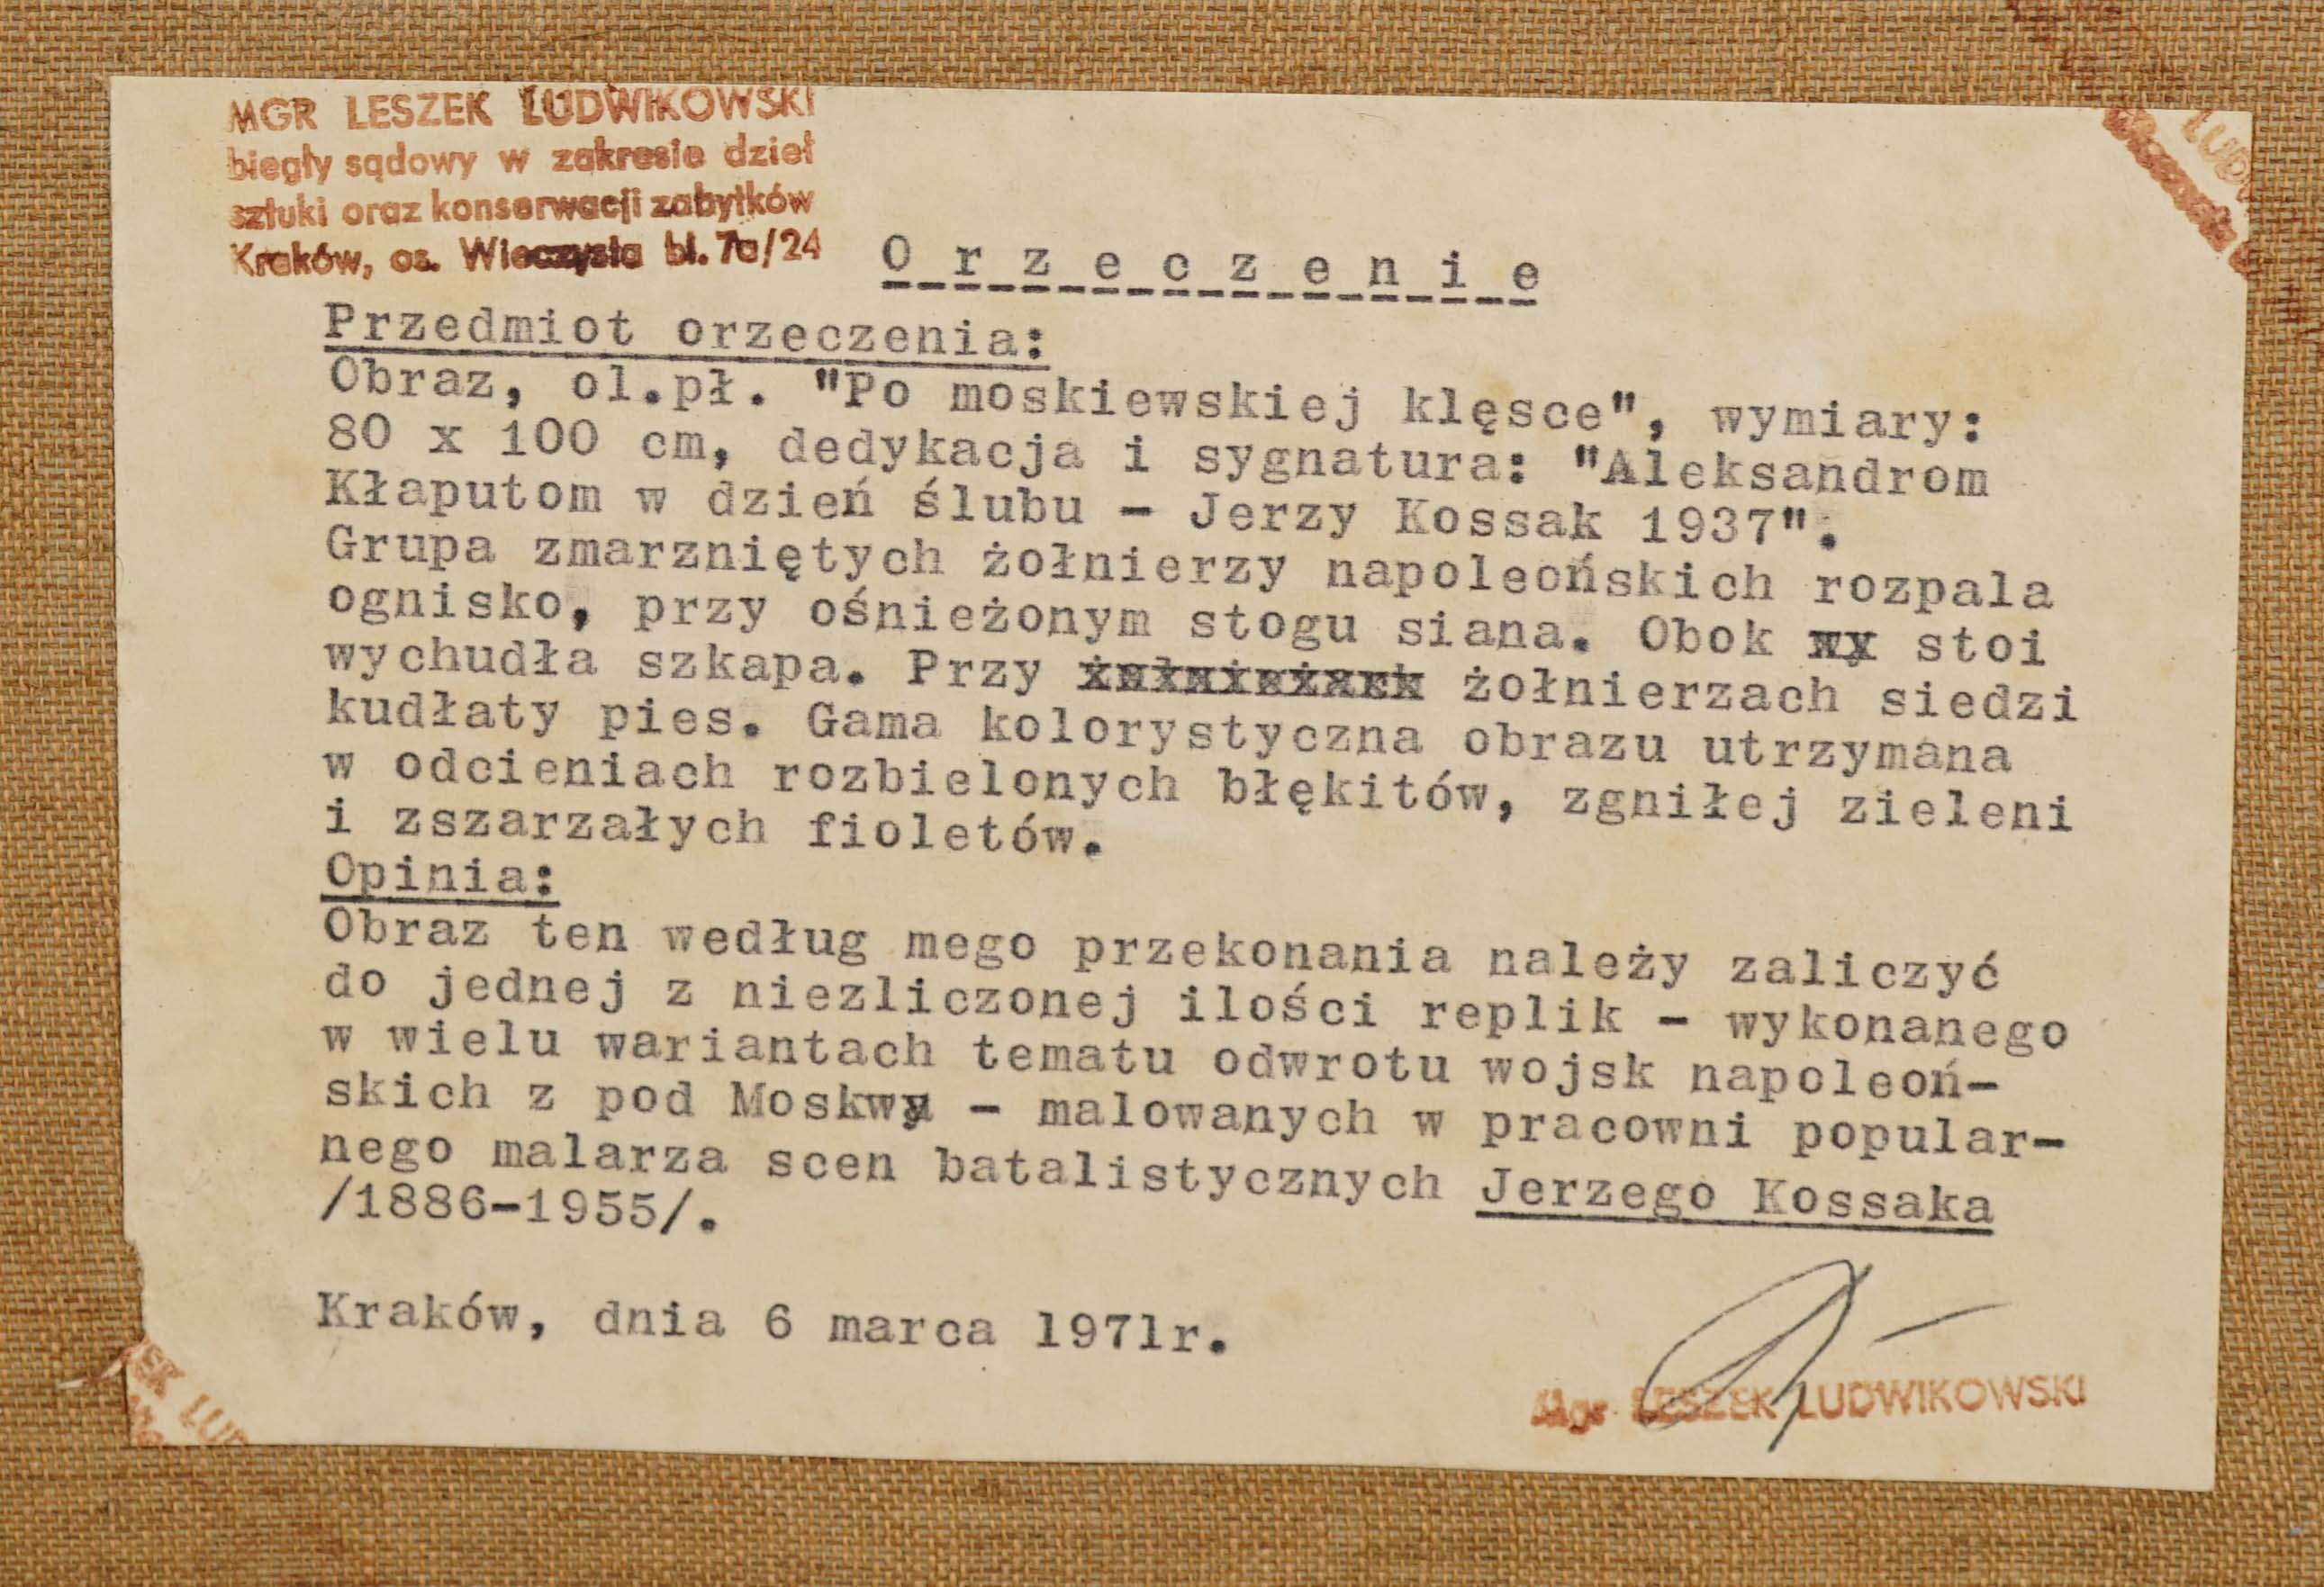 MGR LESZEK LUDWIKOWSKI
biegły sądowy w zakresie dzieł
sztuki oraz konserwacji zabytków
Kraków, os. Wieczysta bl. 7a/24
Orzeczenie
Przedmiot orzeczenia:
Obraz, ol.pł. "Po moskiewskiej klęsce", wymiary:
80 x 100 cm, dedykacja i sygnatura: "Aleksandrom
Kłaputom w dzień ślubu - Jerzy Kossak 1937".
Grupa zmarzniętych żołnierzy napoleońskich rozpala
ognisko, przy ośnieżonym stogu siana. Obok stoi
wychudła szkapa. Przy żołnierzach siedzi
kudłaty pies. Gama kolorystyczna obrazu utrzymana
w odcieniach rozbielonych błękitów, zgniłej zieleni
i zszarzałych fioletów.
Opinia:
Obraz ten według mego przekonania należy zaliczyć
do jednej z niezliczonej ilości replik - wykonanego
w wielu wariantach tematu odwrotu wojsk napoleoń-
skich z pod Moskwy - malowanych w pracowni popular-
nego malarza scen batalistycznych Jerzego Kossaka
/1886-1955/.
Kraków, dnia 6 marca 1971r.
Mgr LESZEK LUDWIKOWSKI